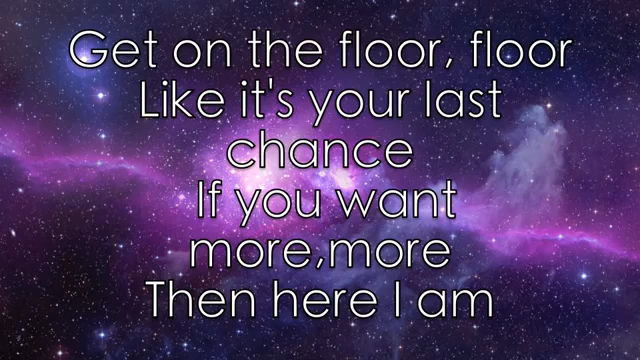 Get on the floor, floor
Like it's your last
chance
If you want
more,more
Then here I am